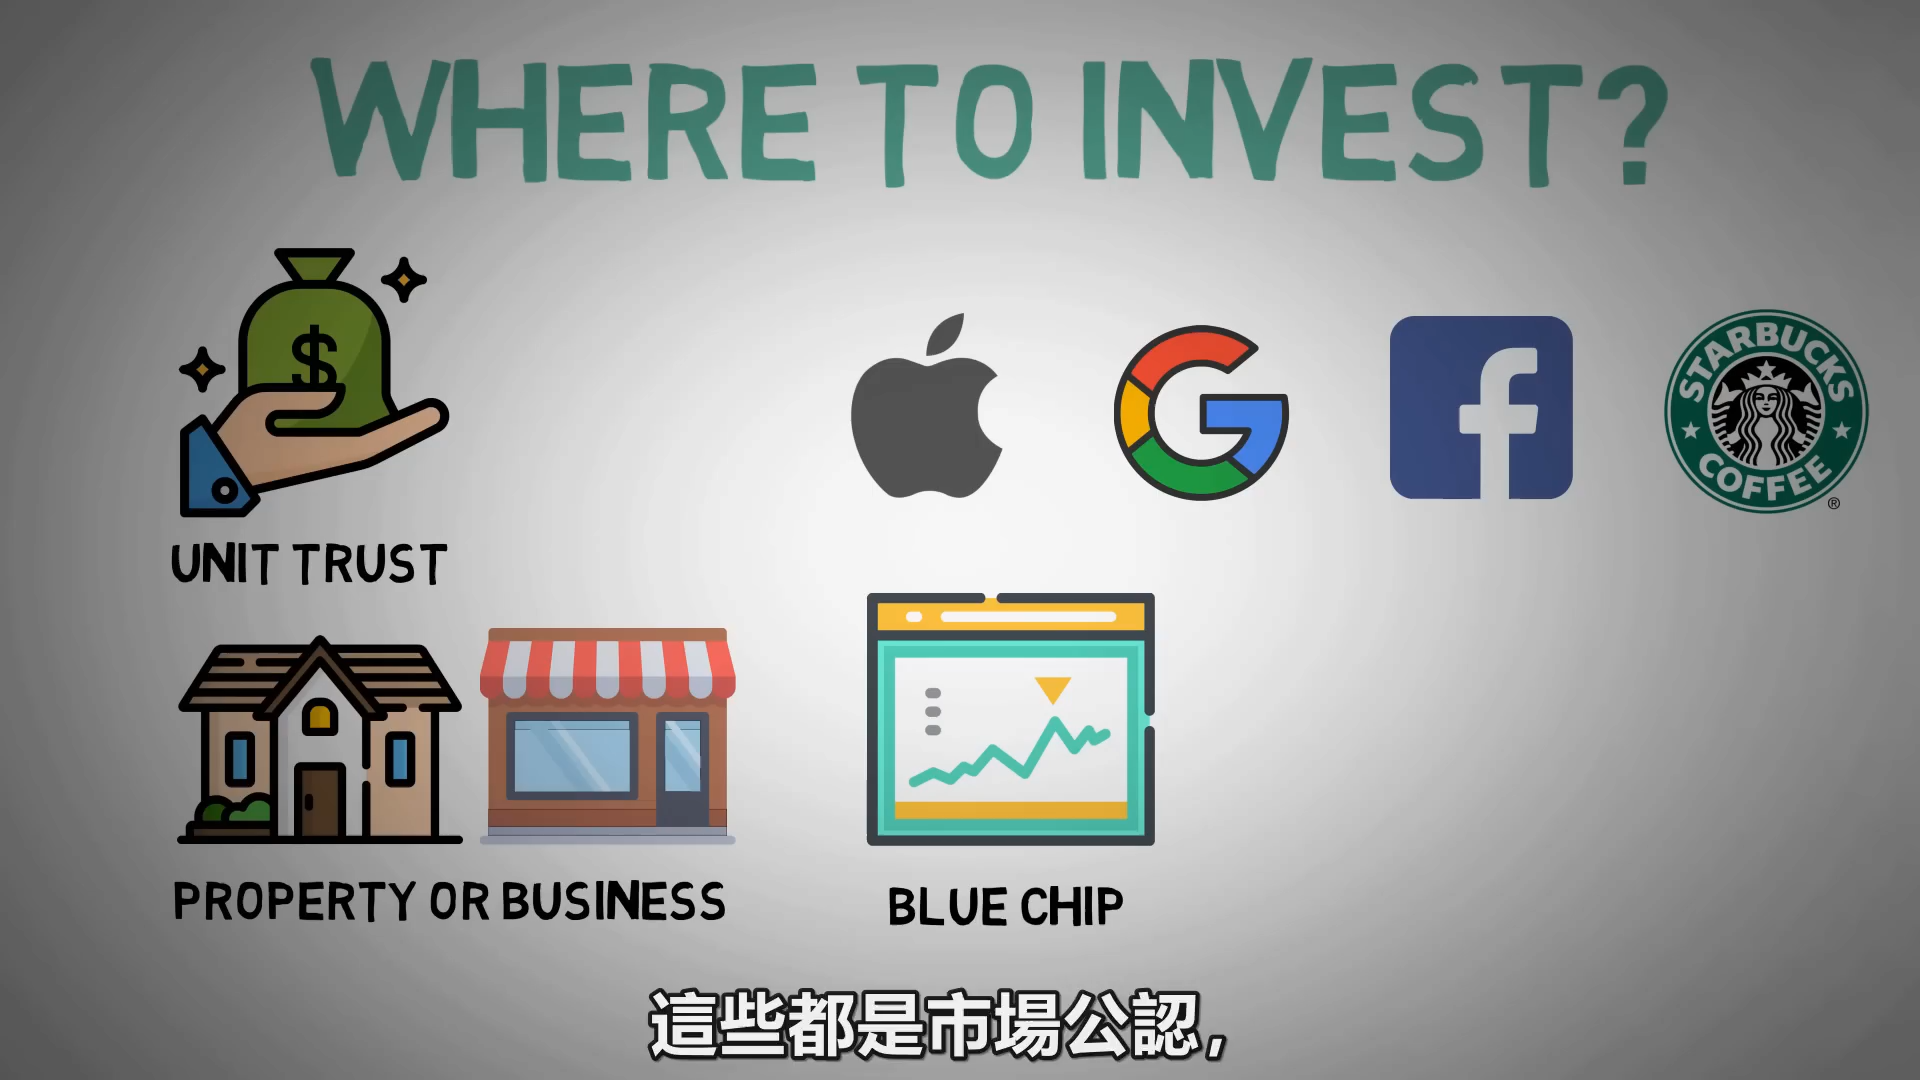 WHERE TO INVEST?
$
STARBUCKS
COFFEE
®
UNIT TRUST
PROPERTY OR BUSINESS
BLUE CHIP
這些都是市場公認,